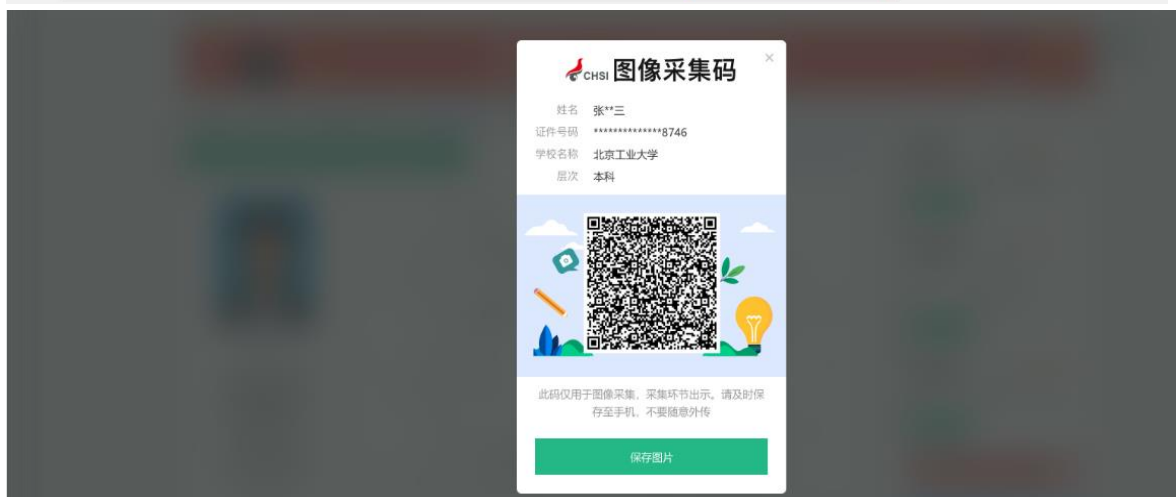 CHSI 图像采集码
姓名 张**三
证件号码 **************8746
学校名称 北京工业大学
层次 本科
此码仅用于图像采集、采集环节出示。请及时保
存至手机、不要随意外传
保存图片